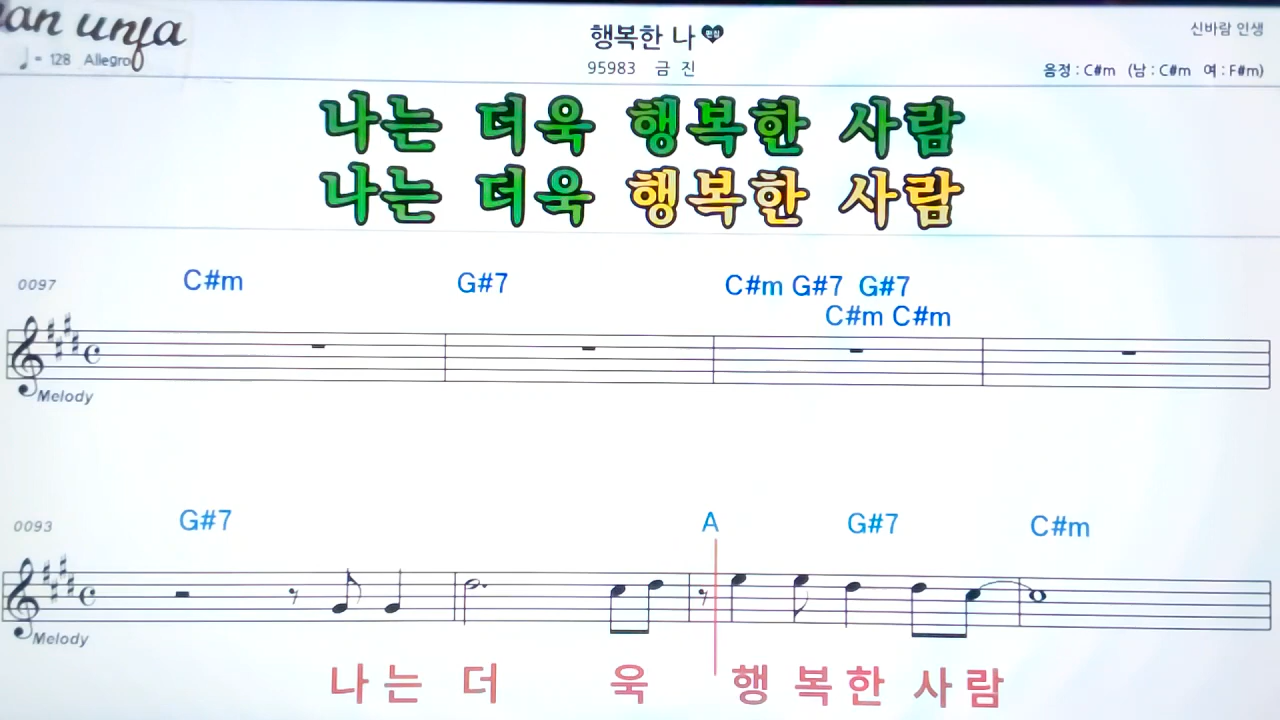 an unfa
♩ = 128 Allegro
행복한 나
95983 금 진
신바람 인생
음정 : C#m (남 : C#m 여 : F#m)
나는 더욱 행복한 사람
나는 더욱 행복한 사람
0097 C#m G#7 C#m G#7 G#7
C#m C#m
Melody
0093 G#7 A G#7 C#m
Melody
나 는 더 욱 행 복 한 사 람